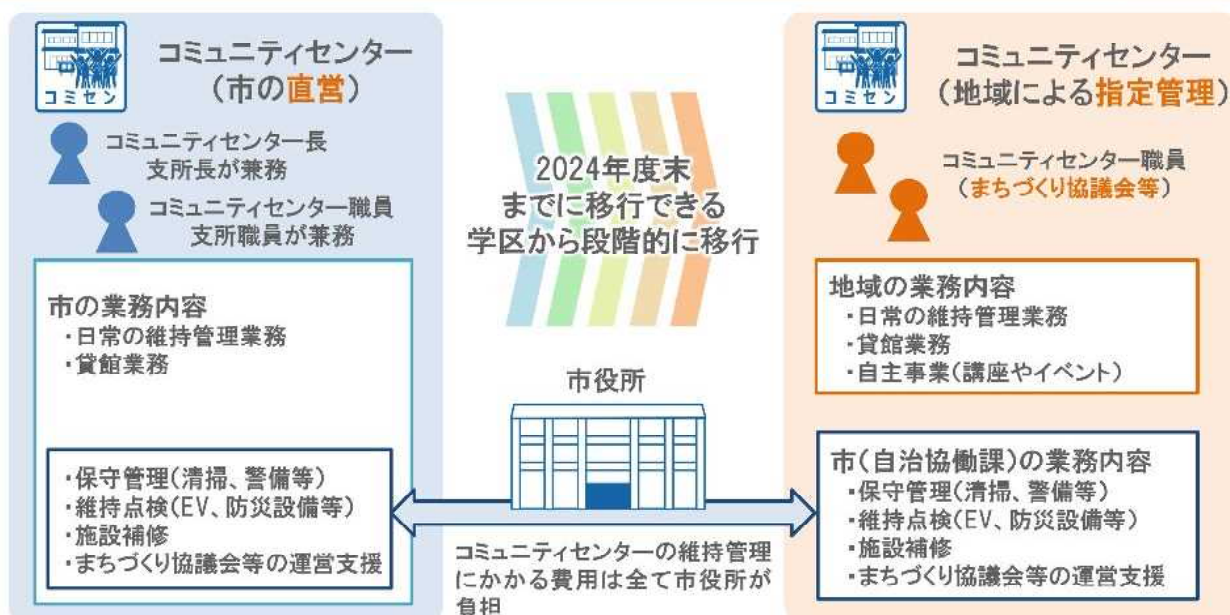 コミセン
コミュニティセンター
(市の直営)
コミュニティセンター長
支所長が兼務
コミュニティセンター職員
支所職員が兼務
市の業務内容
・日常の維持管理業務
・貸館業務
・保守管理(清掃、警備等)
・維持点検(EV、防災設備等)
・施設補修
・まちづくり協議会等の運営支援
2024年度末
までに移行できる
学区から段階的に移行
市役所
コミュニティセンターの維持管理
にかかる費用は全て市役所が
負担
コミセン
コミュニティセンター
(地域による指定管理)
コミュニティセンター職員
(まちづくり協議会等)
地域の業務内容
・日常の維持管理業務
・貸館業務
・自主事業(講座やイベント)
市(自治協働課)の業務内容
・保守管理(清掃、警備等)
・維持点検(EV、防災設備等)
・施設補修
・まちづくり協議会等の運営支援